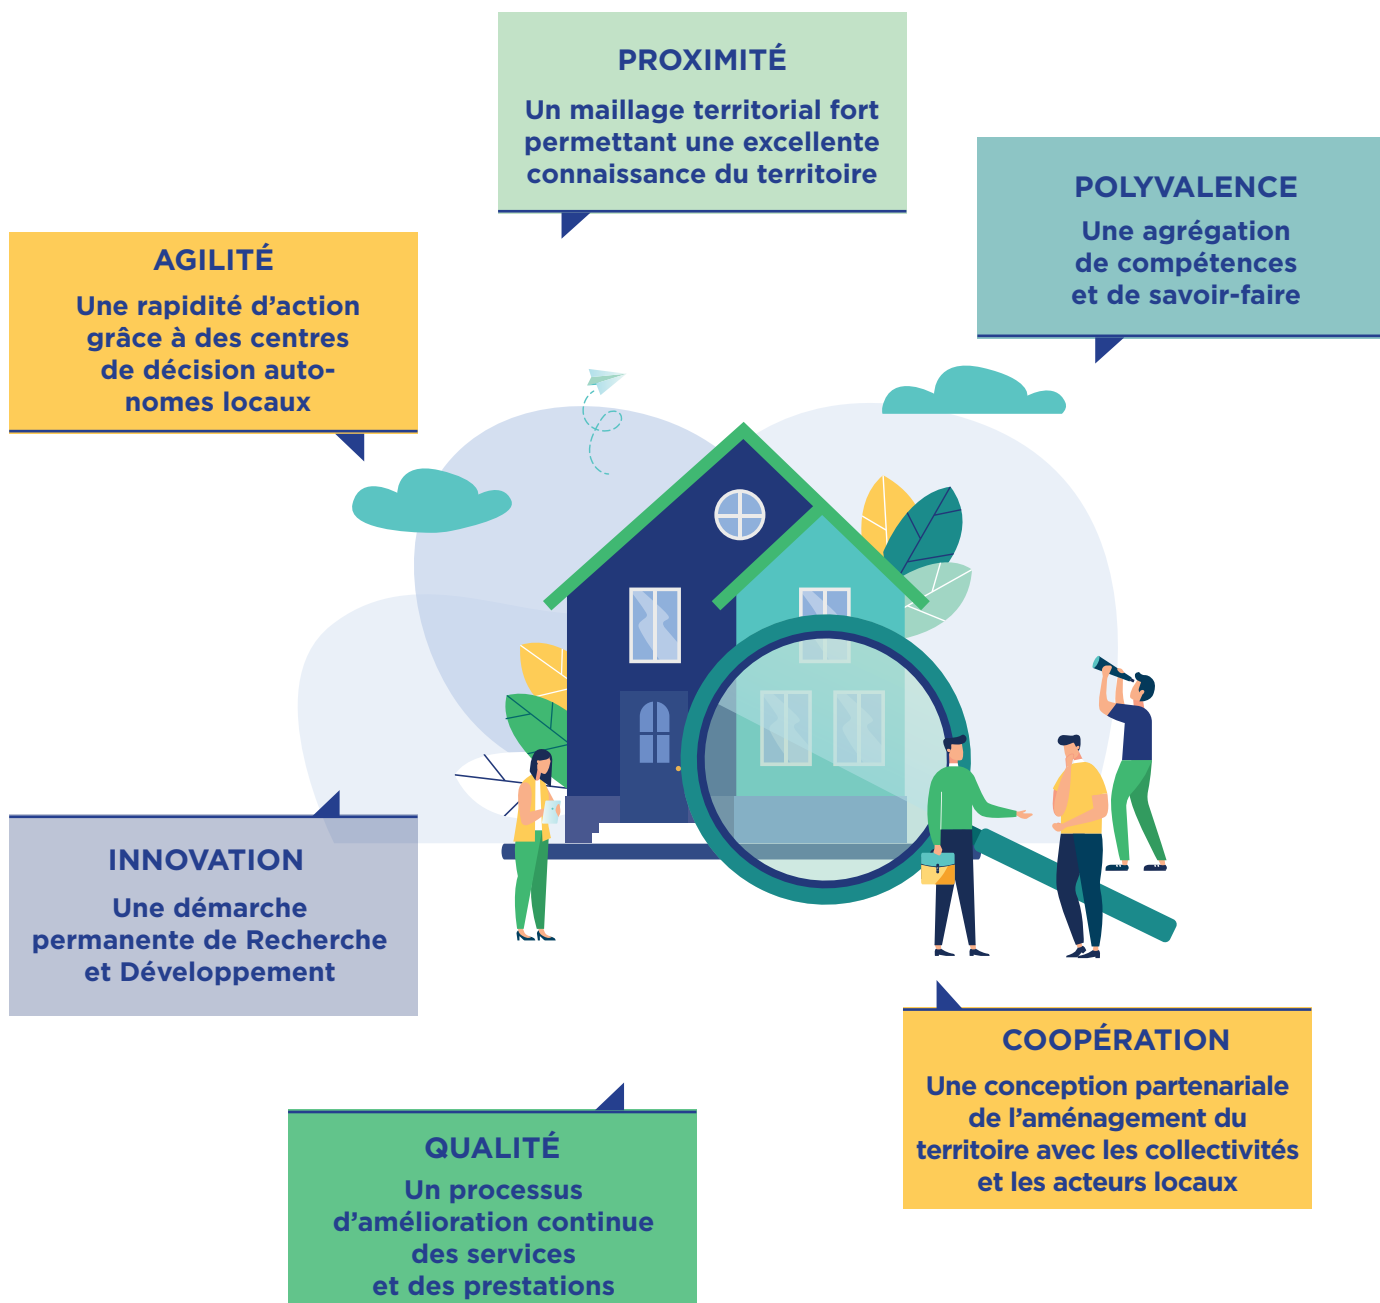 PROXIMITÉ
Un maillage territorial fort
permettant une excellente
connaissance du territoire
POLYVALENCE
Une agrégation
de compétences
et de savoir-faire
AGILITÉ
Une rapidité d’action
grâce à des centres
de décision auto-
nomes locaux
INNOVATION
Une démarche
permanente de Recherche
et Développement
COOPÉRATION
Une conception partenariale
de l’aménagement du
territoire avec les collectivités
et les acteurs locaux
QUALITÉ
Un processus
d’amélioration continue
des services
et des prestations